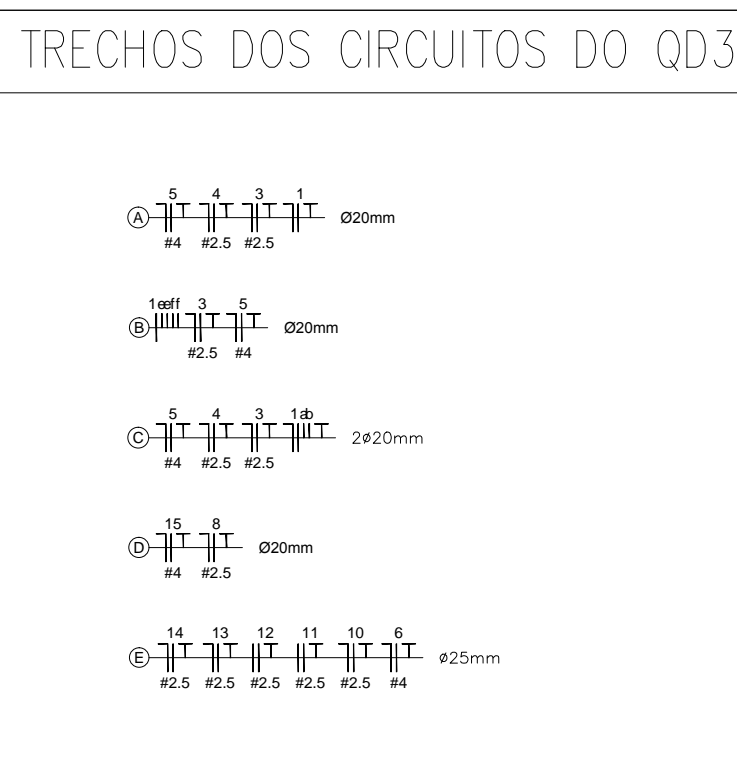 TRECHOS DOS CIRCUITOS DO QD3
5 4 3 1
A Ø20mm
#4 #2.5 #2.5
1eeff 3 5
B Ø20mm
#2.5 #4
5 4 3 1ab
C 2ø20mm
#4 #2.5 #2.5
15 8
D Ø20mm
#4 #2.5
14 13 12 11 10 6
E ø25mm
#2.5 #2.5 #2.5 #2.5 #2.5 #4